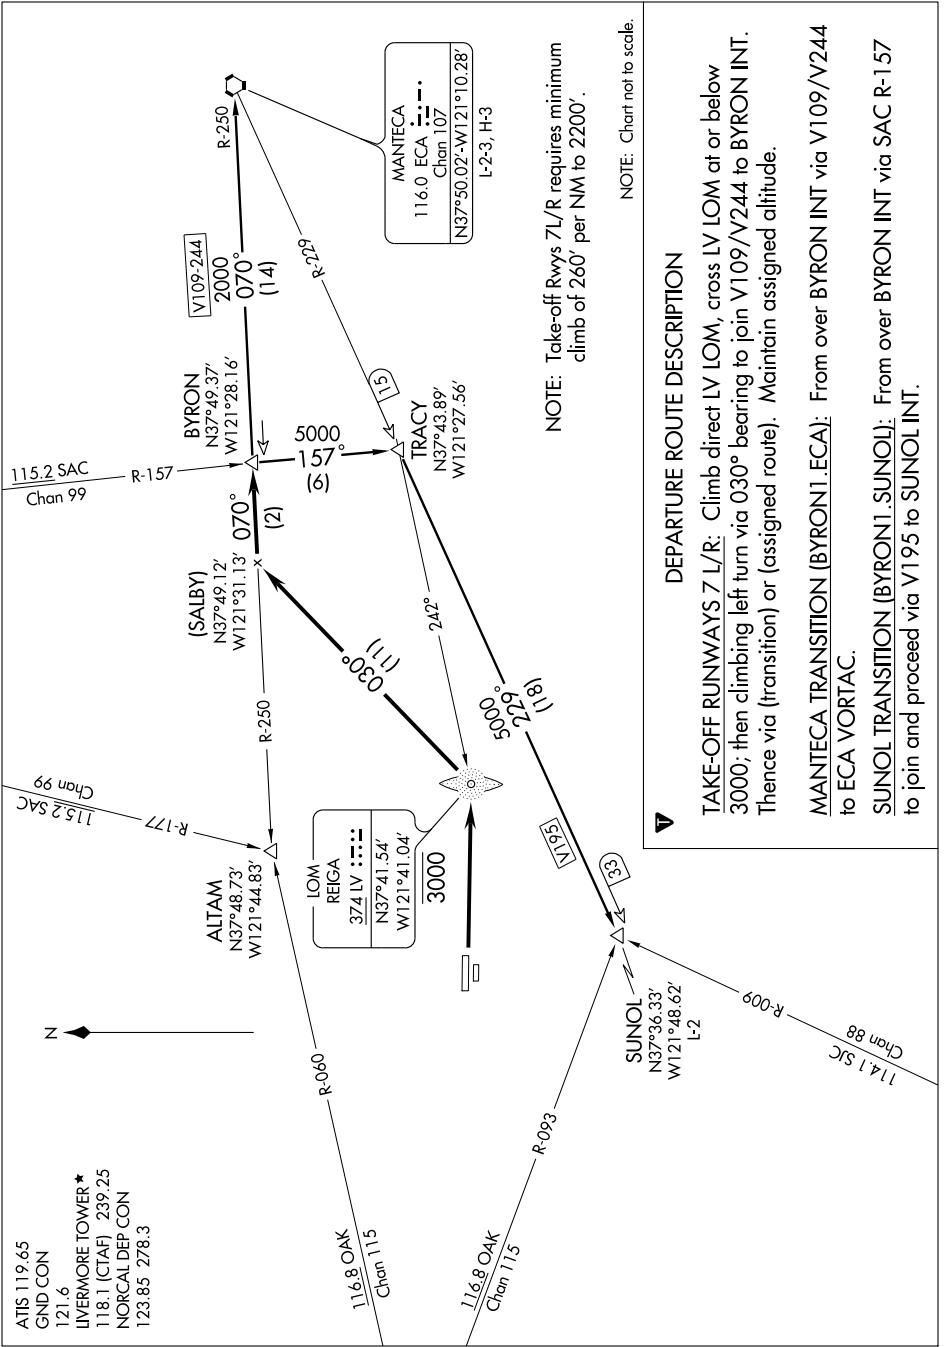 ATIS 119.65
GND CON
121.6
LIVERMORE TOWER★
118.1 (CTAF) 239.25
NORCAL DEP CON
123.85 278.3
N
115.2 SAC
Chan 99
R-177
115.2 SAC
Chan 99
R-157
ALTAM
N37°48.73′
W121°44.83′
R-250
(SALBY)
N37°49.12′
W121°31.13′
070°
(2)
BYRON
N37°49.37′
W121°28.16′
V109-244
2000
070°
(14)
R-250
MANTECA
116.0 ECA
Chan 107
N37°50.02′-W121°10.28′
L-2-3, H-3
5000
157°
(6)
R-229
15
TRACY
N37°43.89′
W121°27.56′
LOM
REIGA
374 LV
N37°41.54′
W121°41.04′
3000
030°
(11)
242°
5000
229°
(18)
V195
33
SUNOL
N37°36.33′
W121°48.62′
L-2
R-060
116.8 OAK
Chan 115
R-093
116.8 OAK
Chan 115
R-009
114.1 SJC
Chan 88
NOTE: Take-off Rwys 7L/R requires minimum
climb of 260′ per NM to 2200′.
NOTE: Chart not to scale.
T
DEPARTURE ROUTE DESCRIPTION
TAKE-OFF RUNWAYS 7 L/R: Climb direct LV LOM, cross LV LOM at or below
3000; then climbing left turn via 030° bearing to join V109/V244 to BYRON INT.
Thence via (transition) or (assigned route). Maintain assigned altitude.
MANTECA TRANSITION (BYRON1.ECA): From over BYRON INT via V109/V244
to ECA VORTAC.
SUNOL TRANSITION (BYRON1.SUNOL): From over BYRON INT via SAC R-157
to join and proceed via V195 to SUNOL INT.